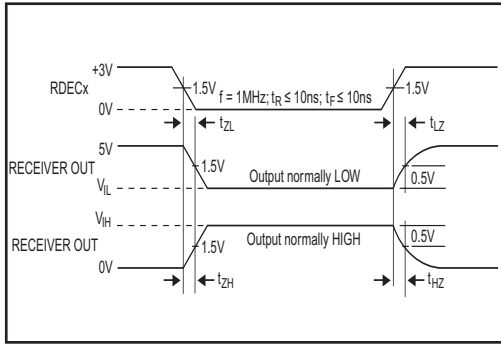 +3V
RDECx
1.5V
f = 1MHz; tR ≤ 10ns; tF ≤ 10ns
1.5V
0V
tZL
tLZ
5V
RECEIVER OUT
1.5V
Output normally LOW
0.5V
VIL
VIH
RECEIVER OUT
1.5V
Output normally HIGH
0.5V
0V
tZH
tHZ